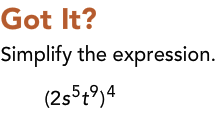 Got It?
Simplify the expression.
(2s⁵t⁹)⁴